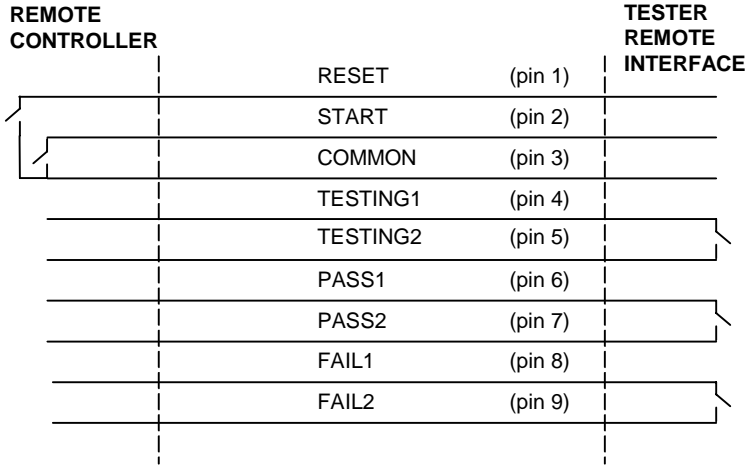 REMOTE
CONTROLLER
TESTER
REMOTE
INTERFACE
RESET (pin 1)
START (pin 2)
COMMON (pin 3)
TESTING1 (pin 4)
TESTING2 (pin 5)
PASS1 (pin 6)
PASS2 (pin 7)
FAIL1 (pin 8)
FAIL2 (pin 9)